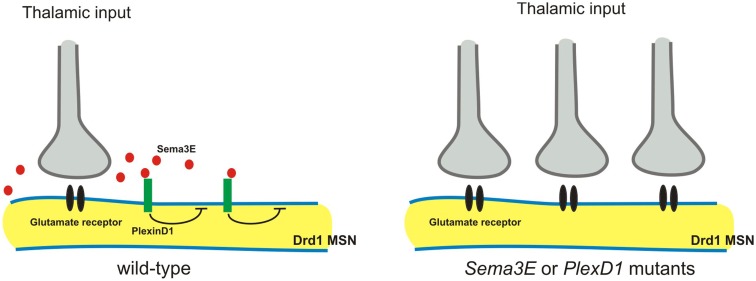 Thalamic input
Sema3E
Glutamate receptor
PlexinD1
Drd1 MSN
wild-type
Thalamic input
Glutamate receptor
Drd1 MSN
Sema3E or PlexD1 mutants